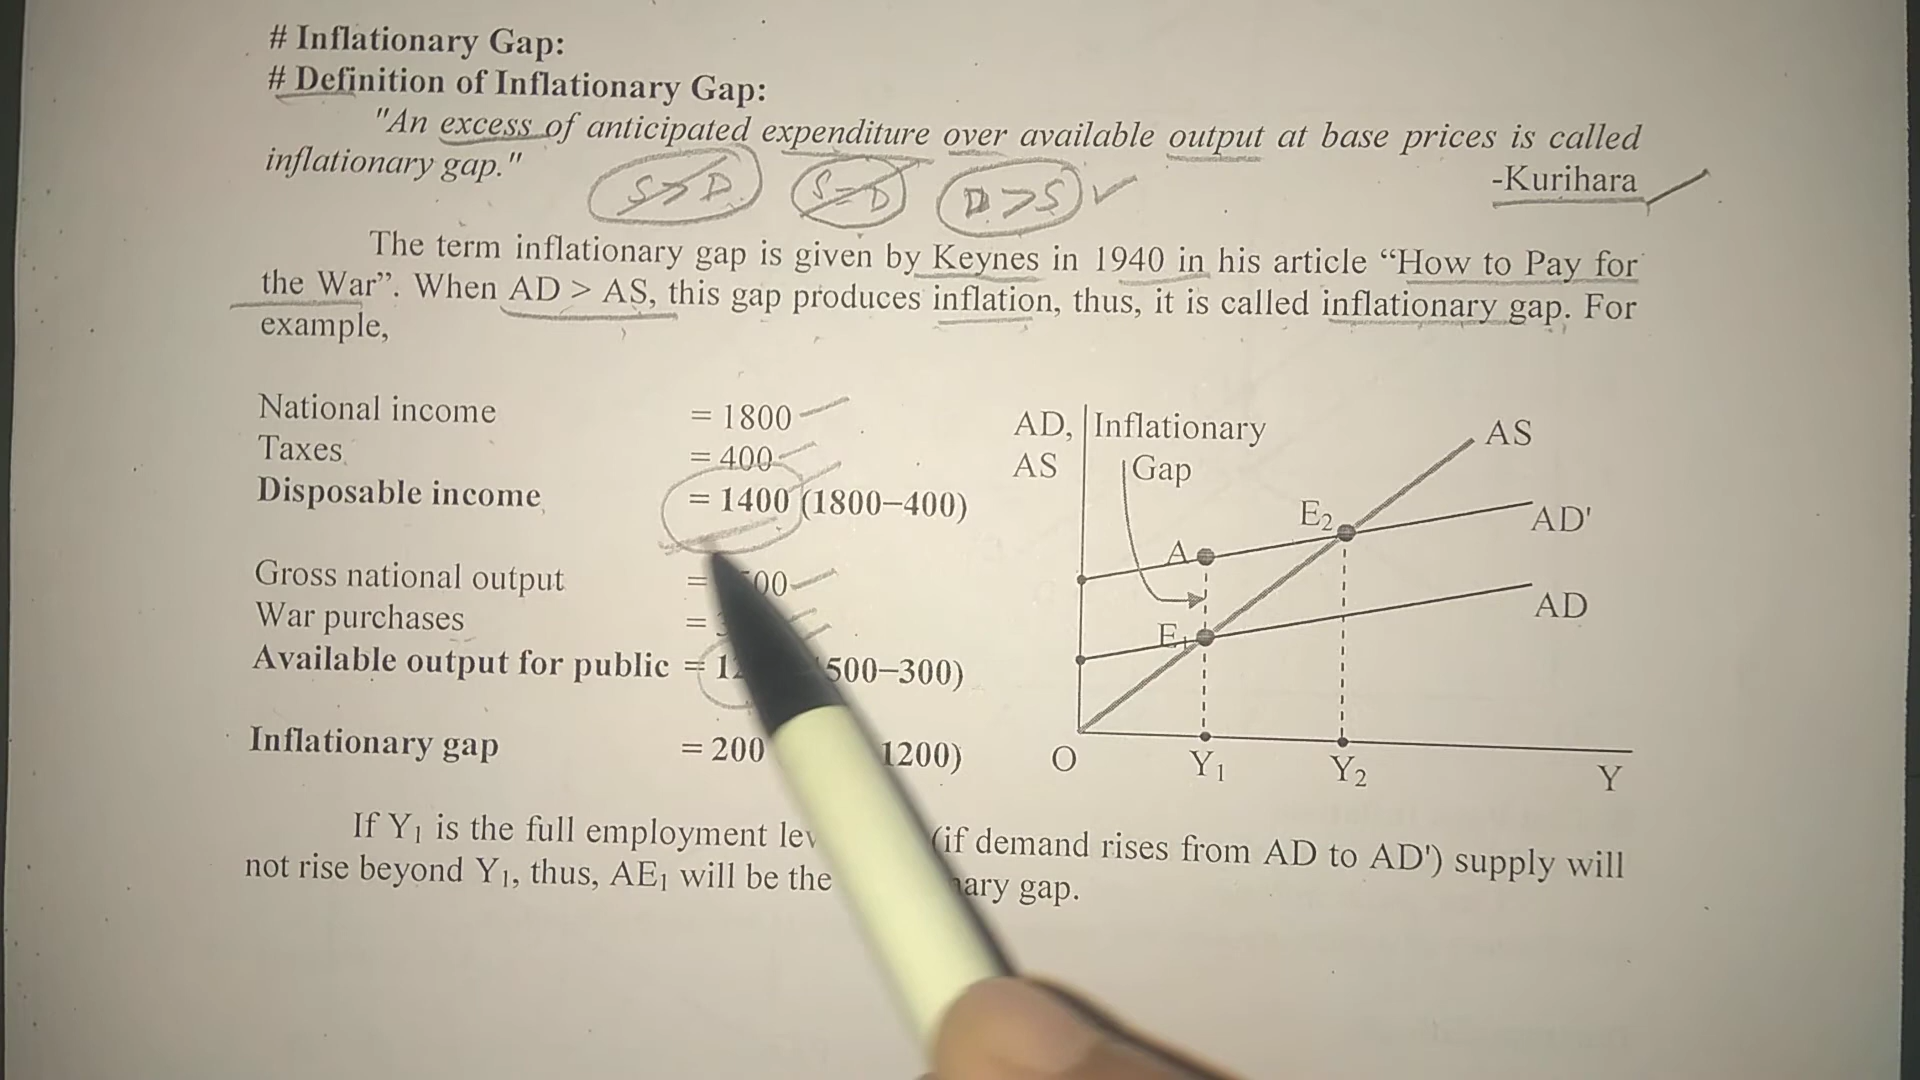 # Inflationary Gap:
# Definition of Inflationary Gap:
"An excess of anticipated expenditure over available output at base prices is called
inflationary gap."
-Kurihara
S>D S=D D>S
The term inflationary gap is given by Keynes in 1940 in his article “How to Pay for
the War”. When AD > AS, this gap produces inflation, thus, it is called inflationary gap. For
example,
National income = 1800
Taxes = 400
Disposable income = 1400 (1800–400)
Gross national output = 00
War purchases =
Available output for public = 500–300)
Inflationary gap = 200 1200)
AD,
AS
Inflationary
Gap
AS
E2
AD'
A
AD
E1
O
Y1
Y2
Y
If Y1 is the full employment (if demand rises from AD to AD') supply will
not rise beyond Y1, thus, AE1 will be the gap.